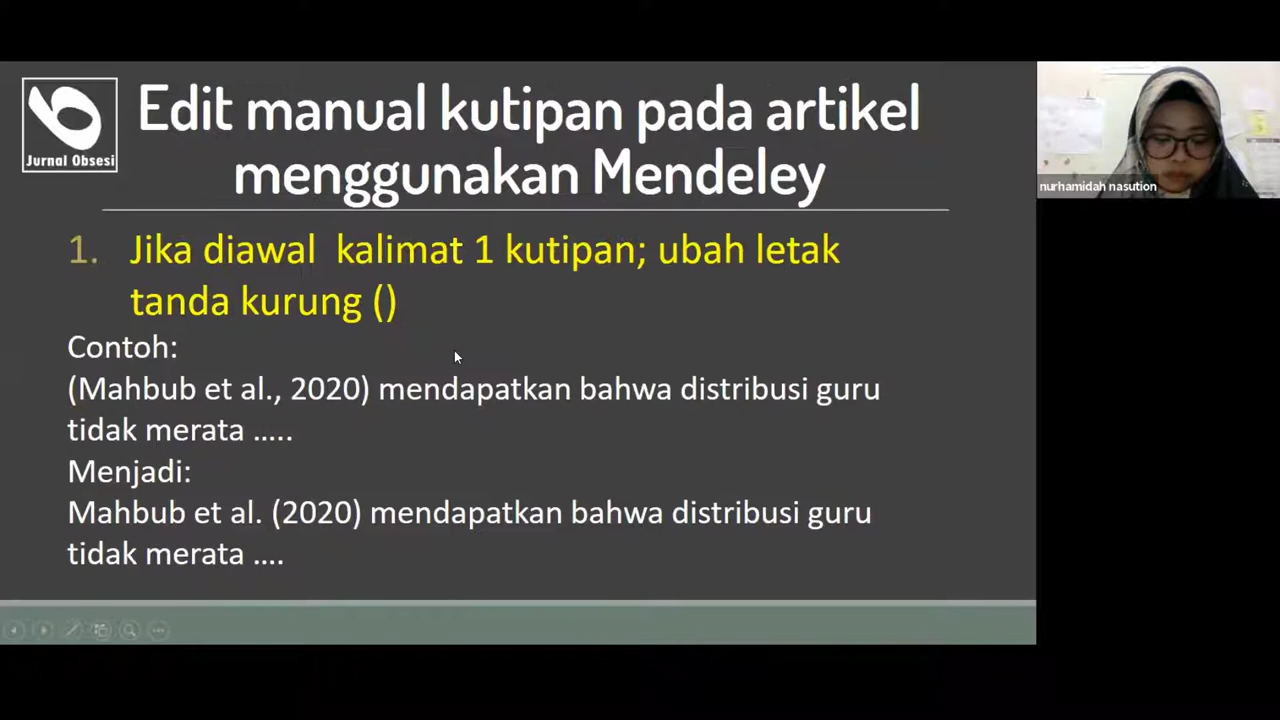 Jurnal Obsesi
Edit manual kutipan pada artikel
menggunakan Mendeley
1. Jika diawal kalimat 1 kutipan; ubah letak
tanda kurung ()
Contoh:
(Mahbub et al., 2020) mendapatkan bahwa distribusi guru
tidak merata .....
Menjadi:
Mahbub et al. (2020) mendapatkan bahwa distribusi guru
tidak merata ....
nurhamidah nasution